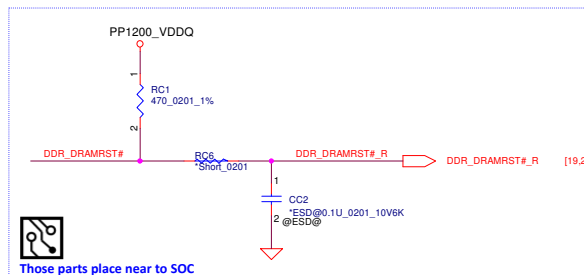 PP1200_VDDQ
1
RC1
470_0201_1%
2
DDR_DRAMRST#
RC6
*Short_0201
DDR_DRAMRST#_R
DDR_DRAMRST#_R
[19,2
1
CC2
*ESD@0.1U_0201_10V6K
2
@ESD@
Those parts place near to SOC